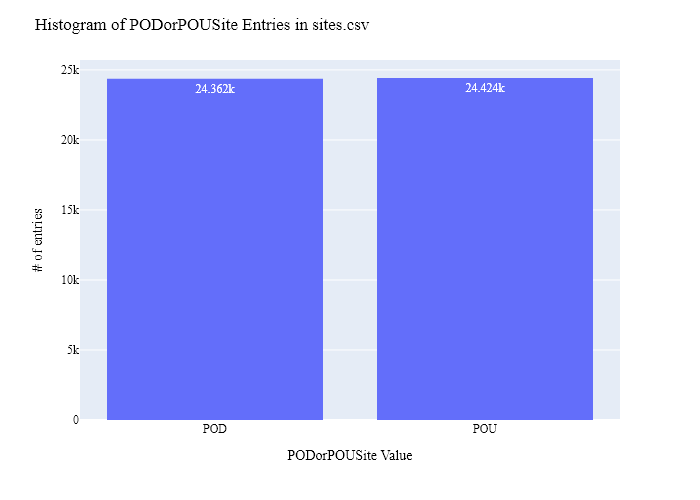 Histogram of PODorPOUSite Entries in sites.csv
25k
24.362k
24.424k
20k
15k
# of entries
10k
5k
0
POD
POU
PODorPOUSite Value